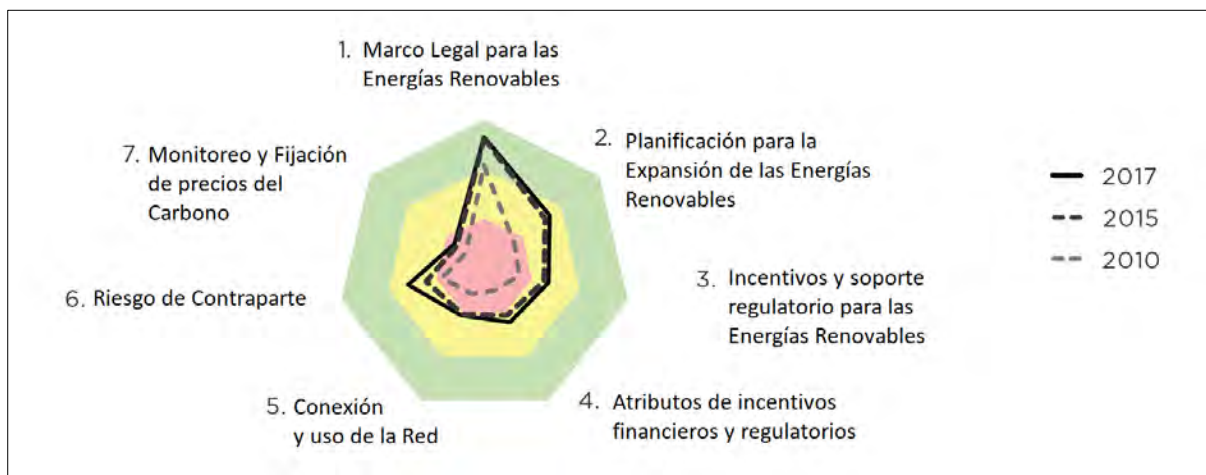 1. Marco Legal para las
Energías Renovables
2. Planificación para la
Expansión de las Energías
Renovables
3. Incentivos y soporte
regulatorio para las
Energías Renovables
4. Atributos de incentivos
financieros y regulatorios
5. Conexión
y uso de la Red
6. Riesgo de Contraparte
7. Monitoreo y Fijación
de precios del
Carbono
2017
2015
2010